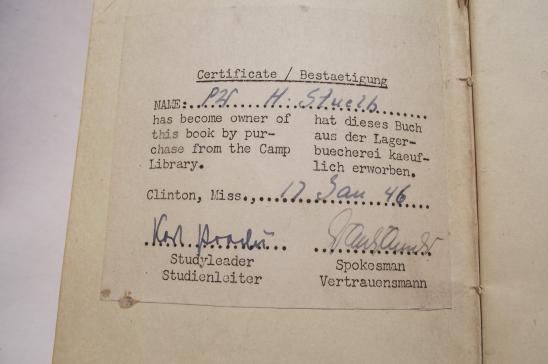 Certificate / Bestaetigung
NAME: PW H. Stuelb
has become owner of
this book by pur-
chase from the Camp
Library.
hat dieses Buch
aus der Lager-
buecherei kaeuf-
lich erworben.
Clinton, Miss., 17 Jan 46
Studyleader
Studienleiter
Spokesman
Vertrauensmann